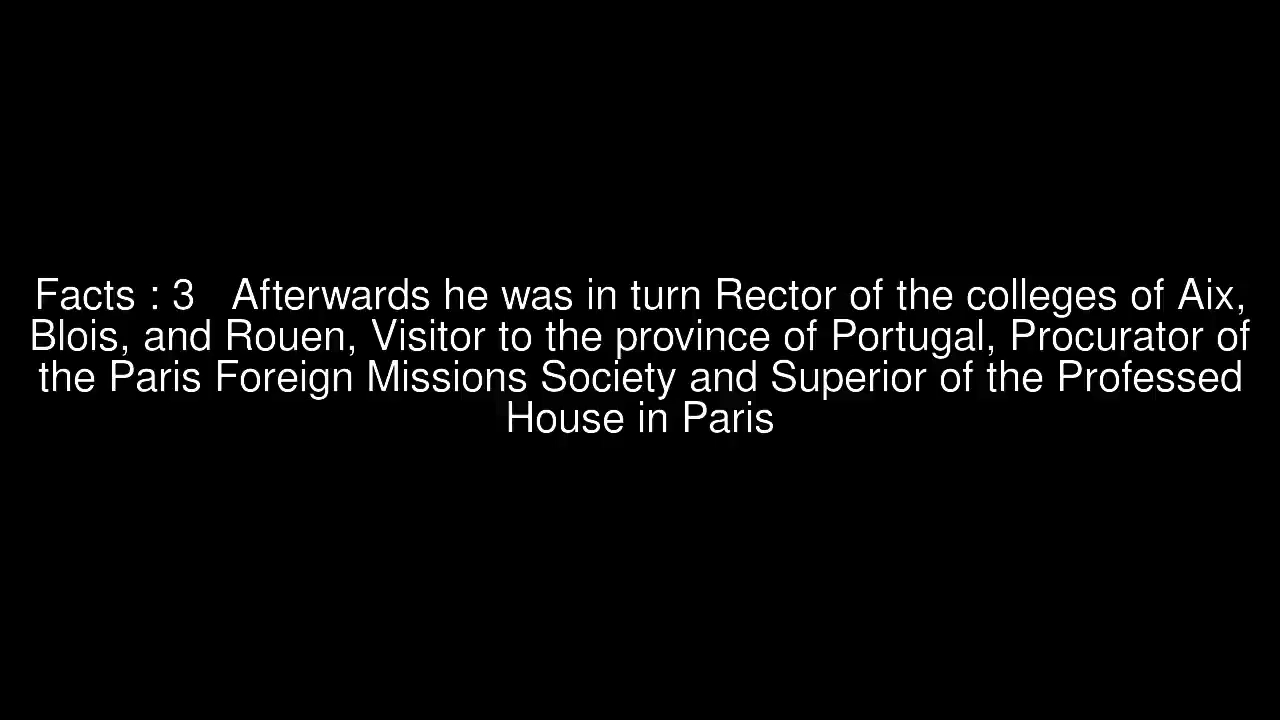 Facts : 3   Afterwards he was in turn Rector of the colleges of Aix,
Blois, and Rouen, Visitor to the province of Portugal, Procurator of
the Paris Foreign Missions Society and Superior of the Professed
House in Paris